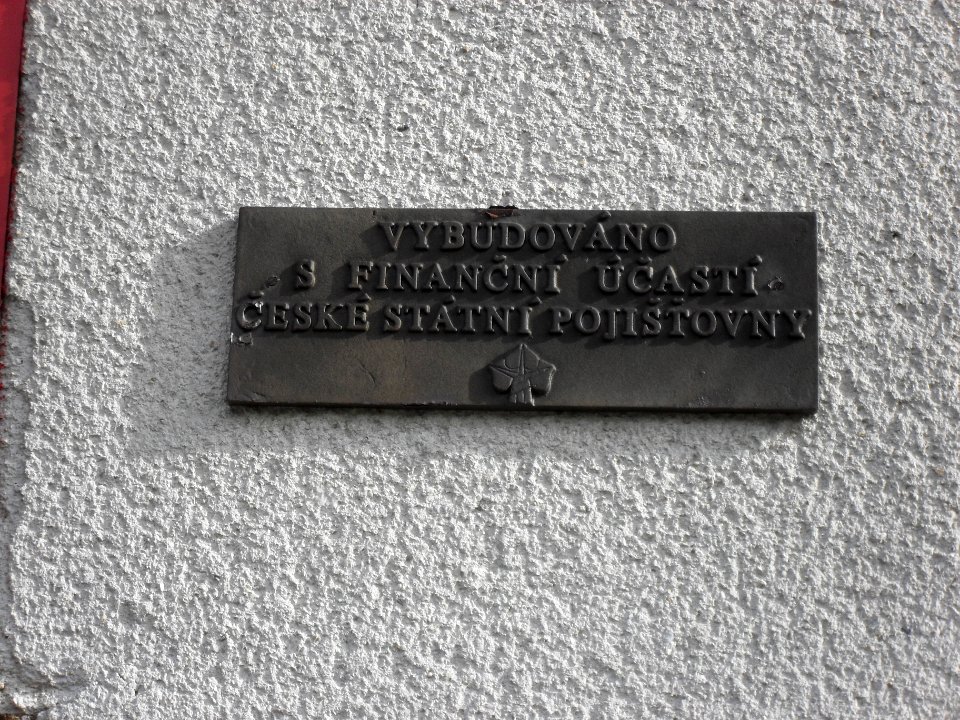 VYBUDOVÁNO
S FINANČNÍ ÚČASTÍ
ČESKÉ STÁTNÍ POJIŠŤOVNY